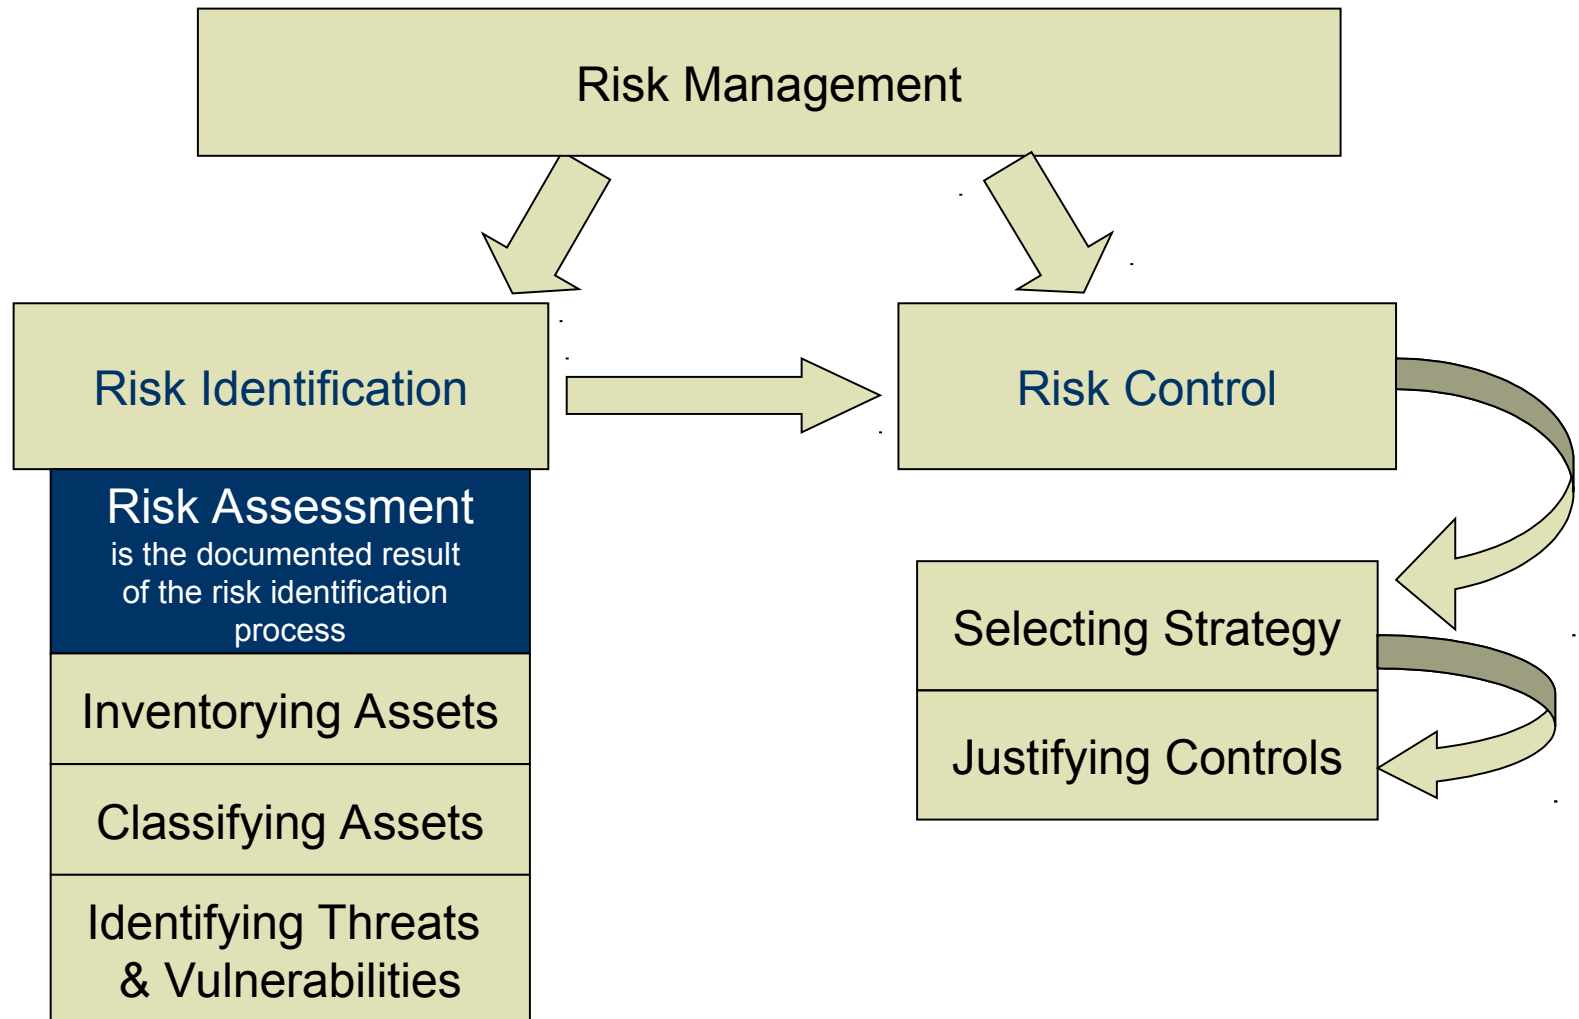 Risk Management
Risk Identification
Risk Control
Risk Assessment
is the documented result
of the risk identification
process
Inventorying Assets
Classifying Assets
Identifying Threats
& Vulnerabilities
Selecting Strategy
Justifying Controls